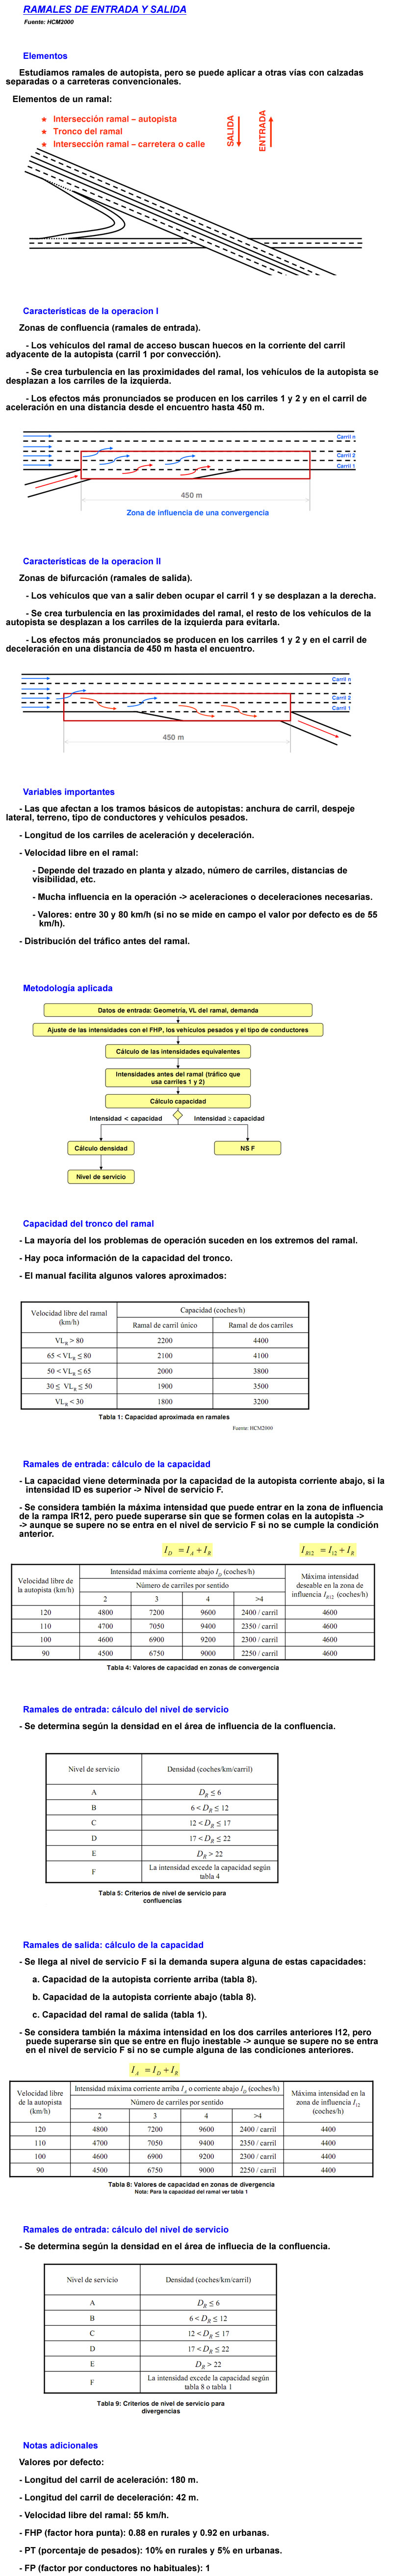 RAMALES DE ENTRADA Y SALIDA
Fuente: HCM2000
Elementos
Estudiamos ramales de autopista, pero se puede aplicar a otras vías con calzadas
separadas o a carreteras convencionales.
Elementos de un ramal:
★ Intersección ramal – autopista
★ Tronco del ramal
★ Intersección ramal – carretera o calle
SALIDA
ENTRADA
Características de la operacion I
Zonas de confluencia (ramales de entrada).
- Los vehículos del ramal de acceso buscan huecos en la corriente del carril
adyacente de la autopista (carril 1 por convección).
- Se crea turbulencia en las proximidades del ramal, los vehículos de la autopista se
desplazan a los carriles de la izquierda.
- Los efectos más pronunciados se producen en los carriles 1 y 2 y en el carril de
aceleración en una distancia desde el encuentro hasta 450 m.
Carril n
Carril 2
Carril 1
450 m
Zona de influencia de una convergencia
Características de la operacion II
Zonas de bifurcación (ramales de salida).
- Los vehículos que van a salir deben ocupar el carril 1 y se desplazan a la derecha.
- Se crea turbulencia en las proximidades del ramal, el resto de los vehículos de la
autopista se desplazan a los carriles de la izquierda para evitarla.
- Los efectos más pronunciados se producen en los carriles 1 y 2 y en el carril de
deceleración en una distancia de 450 m hasta el encuentro.
Carril n
Carril 2
Carril 1
450 m
Variables importantes
- Las que afectan a los tramos básicos de autopistas: anchura de carril, despeje
lateral, terreno, tipo de conductores y vehículos pesados.
- Longitud de los carriles de aceleración y deceleración.
- Velocidad libre en el ramal:
- Depende del trazado en planta y alzado, número de carriles, distancias de
visibilidad, etc.
- Mucha influencia en la operación -> aceleraciones o deceleraciones necesarias.
- Valores: entre 30 y 80 km/h (si no se mide en campo el valor por defecto es de 55
km/h).
- Distribución del tráfico antes del ramal.
Metodología aplicada
Datos de entrada: Geometría, VL del ramal, demanda
Ajuste de las intensidades con el FHP, los vehículos pesados y el tipo de conductores
Cálculo de las intensidades equivalentes
Intensidades antes del ramal (tráfico que
usa carriles 1 y 2)
Cálculo capacidad
Intensidad < capacidad Intensidad ≥ capacidad
Cálculo densidad NS F
Nivel de servicio
Capacidad del tronco del ramal
- La mayoría del los problemas de operación suceden en los extremos del ramal.
- Hay poca información de la capacidad del tronco.
- El manual facilita algunos valores aproximados:
Velocidad libre del ramal
(km/h)
Capacidad (coches/h)
Ramal de carril único Ramal de dos carriles
VL_R > 80 2200 4400
65 < VL_R ≤ 80 2100 4100
50 < VL_R ≤ 65 2000 3800
30 ≤ VL_R ≤ 50 1900 3500
VL_R < 30 1800 3200
Tabla 1: Capacidad aproximada en ramales
Fuente: HCM2000
Ramales de entrada: cálculo de la capacidad
- La capacidad viene determinada por la capacidad de la autopista corriente abajo, si la
intensidad ID es superior -> Nivel de servicio F.
- Se considera también la máxima intensidad que puede entrar en la zona de influencia
de la rampa IR12, pero puede superarse sin que se formen colas en la autopista ->
-> aunque se supere no se entra en el nivel de servicio F si no se cumple la condición
anterior.
I_D = I_A + I_R I_R12 = I_12 + I_R
Velocidad libre de
la autopista (km/h)
Intensidad máxima corriente abajo I_D (coches/h)
Número de carriles por sentido
2 3 4 >4
Máxima intensidad
deseable en la zona de
influencia I_R12 (coches/h)
120 4800 7200 9600 2400 / carril 4600
110 4700 7050 9400 2350 / carril 4600
100 4600 6900 9200 2300 / carril 4600
90 4500 6750 9000 2250 / carril 4600
Tabla 4: Valores de capacidad en zonas de convergencia
Ramales de entrada: cálculo del nivel de servicio
- Se determina según la densidad en el área de influencia de la confluencia.
Nivel de servicio Densidad (coches/km/carril)
A D_R ≤ 6
B 6 < D_R ≤ 12
C 12 < D_R ≤ 17
D 17 < D_R ≤ 22
E D_R > 22
F La intensidad excede la capacidad según
tabla 4
Tabla 5: Criterios de nivel de servicio para
confluencias
Ramales de salida: cálculo de la capacidad
- Se llega al nivel de servicio F si la demanda supera alguna de estas capacidades:
a. Capacidad de la autopista corriente arriba (tabla 8).
b. Capacidad de la autopista corriente abajo (tabla 8).
c. Capacidad del ramal de salida (tabla 1).
- Se considera también la máxima intensidad en los dos carriles anteriores I12, pero
puede superarse sin que se entre en flujo inestable -> aunque se supere no se entra
en el nivel de servicio F si no se cumple alguna de las condiciones anteriores.
I_A = I_D + I_R
Velocidad libre
de la autopista
(km/h)
Intensidad máxima corriente arriba I_A o corriente abajo I_D (coches/h)
Número de carriles por sentido
2 3 4 >4
Máxima intensidad en la
zona de influencia I_12
(coches/h)
120 4800 7200 9600 2400 / carril 4400
110 4700 7050 9400 2350 / carril 4400
100 4600 6900 9200 2300 / carril 4400
90 4500 6750 9000 2250 / carril 4400
Tabla 8: Valores de capacidad en zonas de divergencia
Nota: Para la capacidad del ramal ver tabla 1
Ramales de entrada: cálculo del nivel de servicio
- Se determina según la densidad en el área de influecia de la confluencia.
Nivel de servicio Densidad (coches/km/carril)
A D_R ≤ 6
B 6 < D_R ≤ 12
C 12 < D_R ≤ 17
D 17 < D_R ≤ 22
E D_R > 22
F La intensidad excede la capacidad según
tabla 8 o tabla 1
Tabla 9: Criterios de nivel de servicio para
divergencias
Notas adicionales
Valores por defecto:
- Longitud del carril de aceleración: 180 m.
- Longitud del carril de deceleración: 42 m.
- Velocidad libre del ramal: 55 km/h.
- FHP (factor hora punta): 0.88 en rurales y 0.92 en urbanas.
- PT (porcentaje de pesados): 10% en rurales y 5% en urbanas.
- FP (factor por conductores no habituales): 1